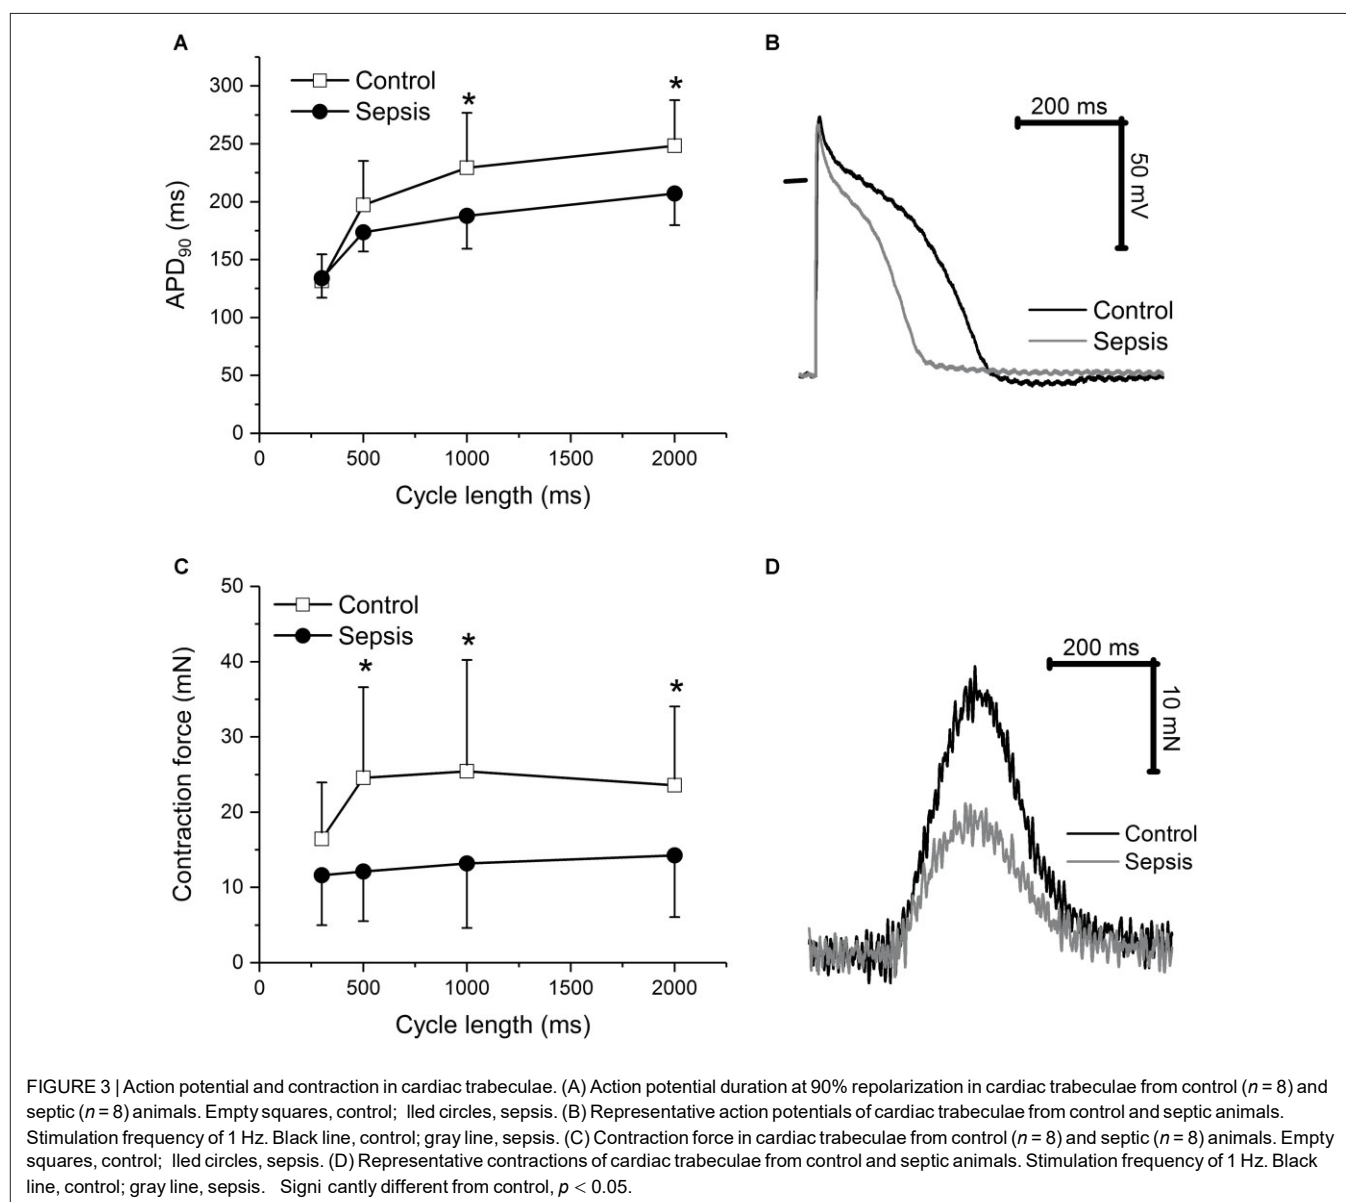 A
300
250
200
150
100
50
0
APD90 (ms)
Control
Sepsis
*
*
0 500 1000 1500 2000
Cycle length (ms)
B
200 ms
50 mV
Control
Sepsis
C
50
40
30
20
10
0
Contraction force (mN)
Control
Sepsis
*
*
*
0 500 1000 1500 2000
Cycle length (ms)
D
200 ms
10 mN
Control
Sepsis
FIGURE 3 | Action potential and contraction in cardiac trabeculae. (A) Action potential duration at 90% repolarization in cardiac trabeculae from control (n = 8) and
septic (n = 8) animals. Empty squares, control; lled circles, sepsis. (B) Representative action potentials of cardiac trabeculae from control and septic animals.
Stimulation frequency of 1 Hz. Black line, control; gray line, sepsis. (C) Contraction force in cardiac trabeculae from control (n = 8) and septic (n = 8) animals. Empty
squares, control; lled circles, sepsis. (D) Representative contractions of cardiac trabeculae from control and septic animals. Stimulation frequency of 1 Hz. Black
line, control; gray line, sepsis. Signi cantly different from control, p < 0.05.